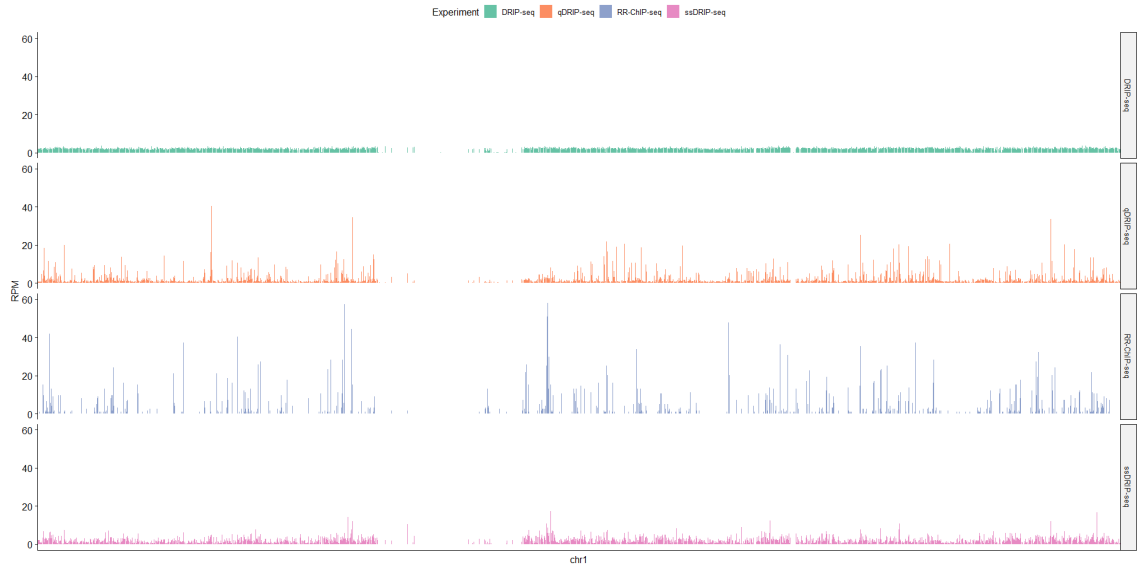 Experiment DRIP-seq qDRIP-seq RR-ChIP-seq ssDRIP-seq
60
40
20
0
DRIP-seq
60
40
20
0
qDRIP-seq
RPM
60
40
20
0
RR-ChIP-seq
60
40
20
0
ssDRIP-seq
chr1